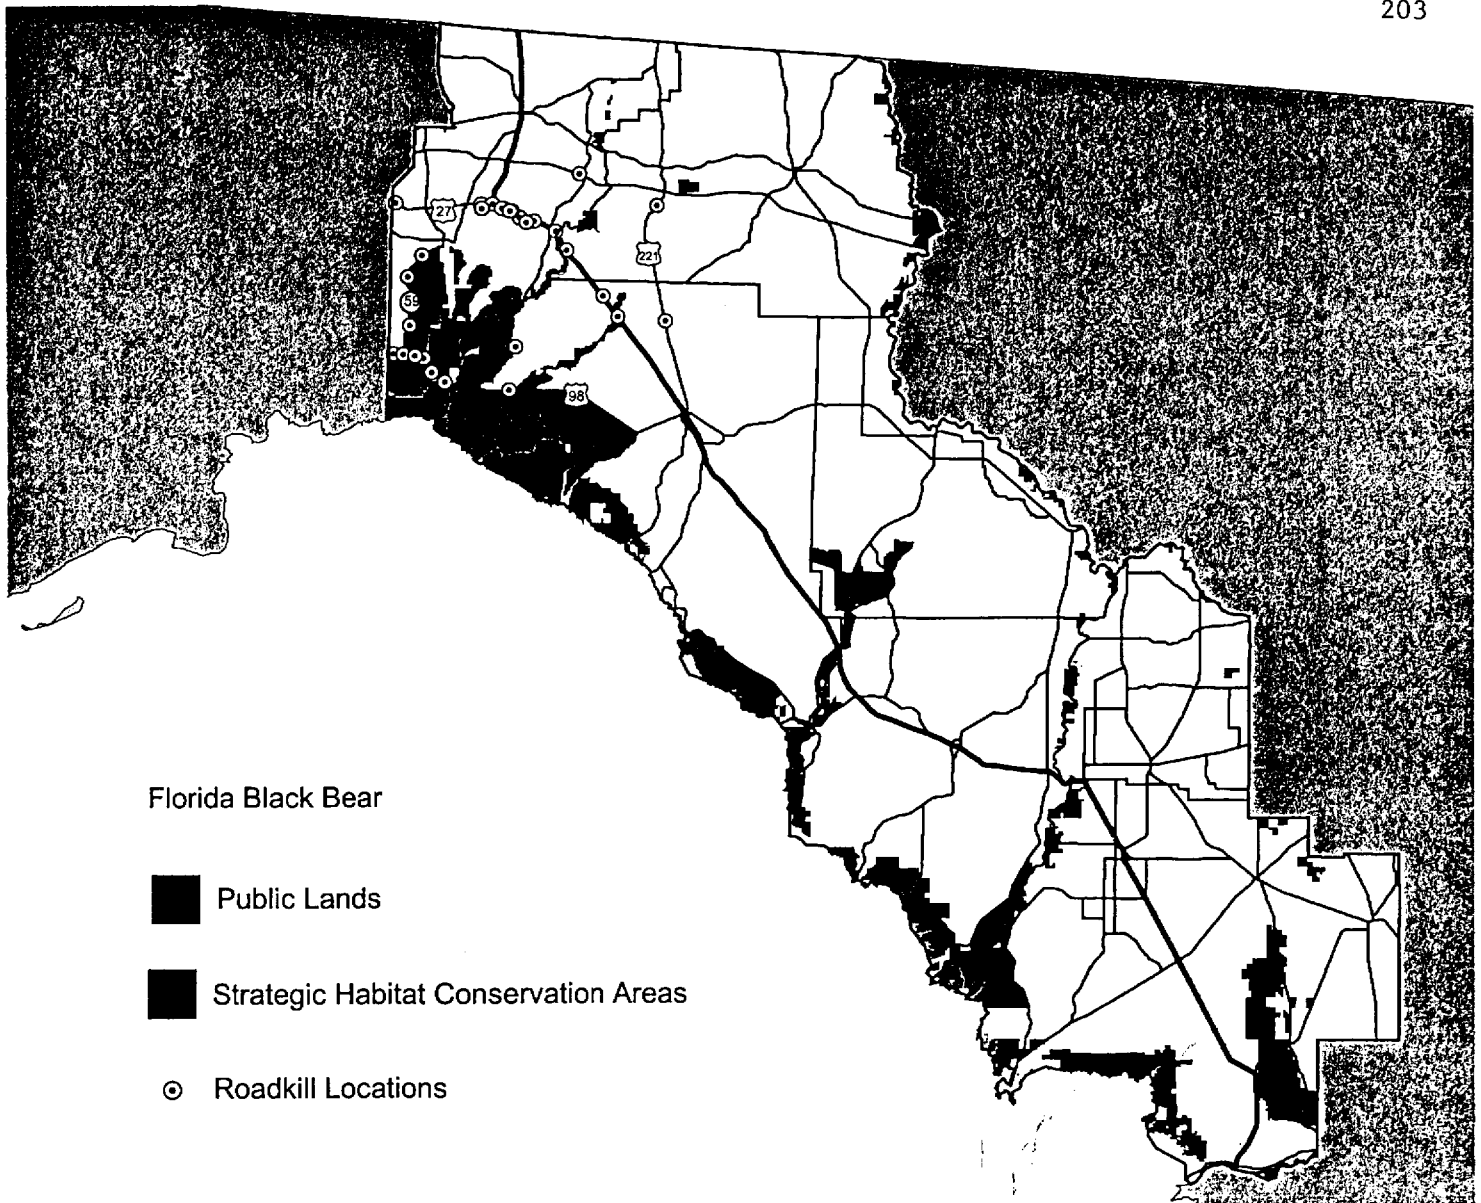 203
27
221
59
98
Florida Black Bear
Public Lands
Strategic Habitat Conservation Areas
Roadkill Locations